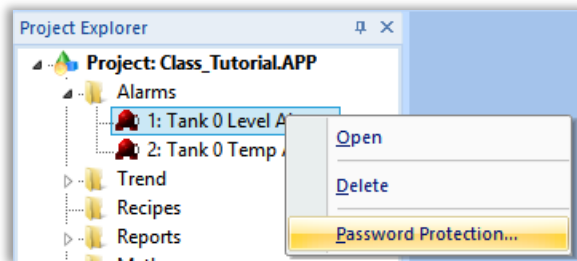 Project Explorer
Project: Class_Tutorial.APP
Alarms
1: Tank 0 Level
2: Tank 0 Temp
Trend
Recipes
Reports
Open
Delete
Password Protection...